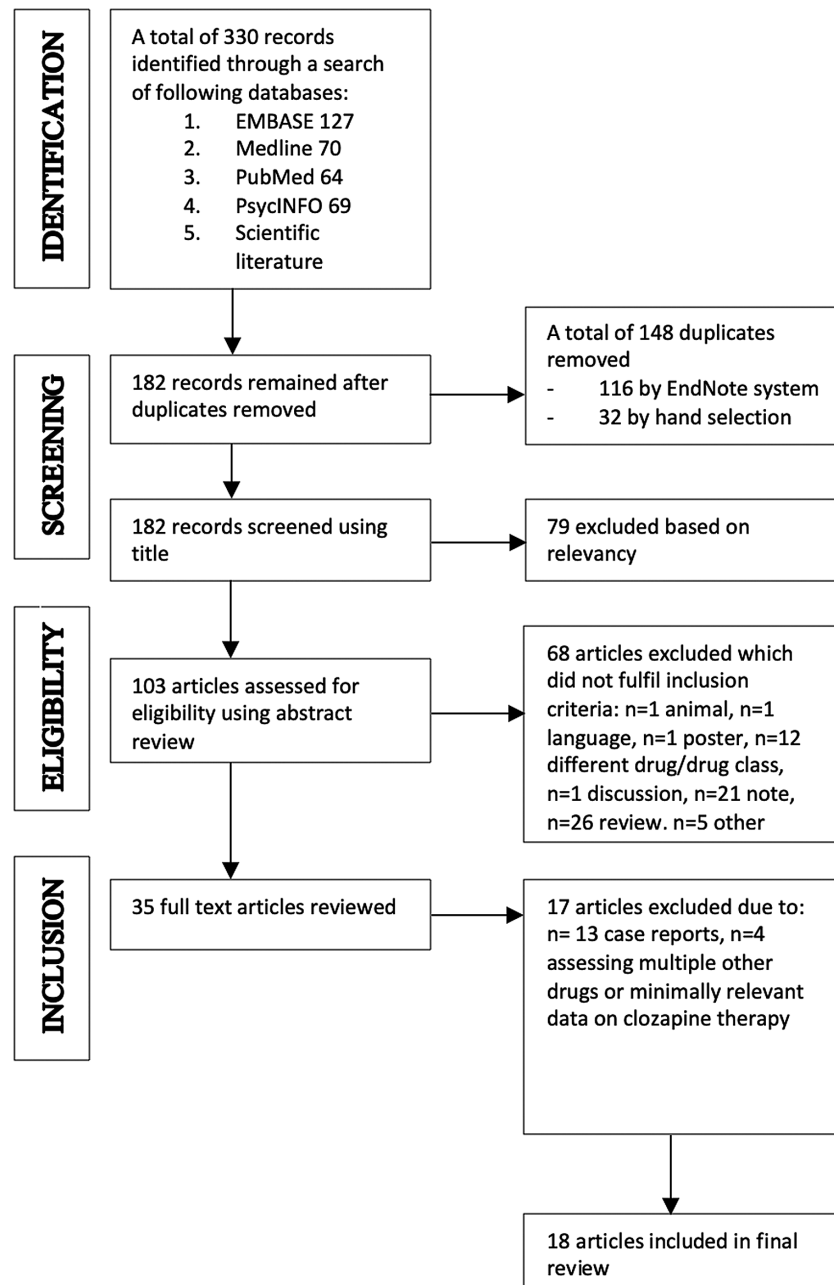 IDENTIFICATION
A total of 330 records
identified through a search
of following databases:
1. EMBASE 127
2. Medline 70
3. PubMed 64
4. PsycINFO 69
5. Scientific
literature
SCREENING
182 records remained after
duplicates removed
A total of 148 duplicates
removed
- 116 by EndNote system
- 32 by hand selection
182 records screened using
title
79 excluded based on
relevancy
ELIGIBILITY
103 articles assessed for
eligibility using abstract
review
68 articles excluded which
did not fulfil inclusion
criteria: n=1 animal, n=1
language, n=1 poster, n=12
different drug/drug class,
n=1 discussion, n=21 note,
n=26 review. n=5 other
INCLUSION
35 full text articles reviewed
17 articles excluded due to:
n= 13 case reports, n=4
assessing multiple other
drugs or minimally relevant
data on clozapine therapy
18 articles included in final
review